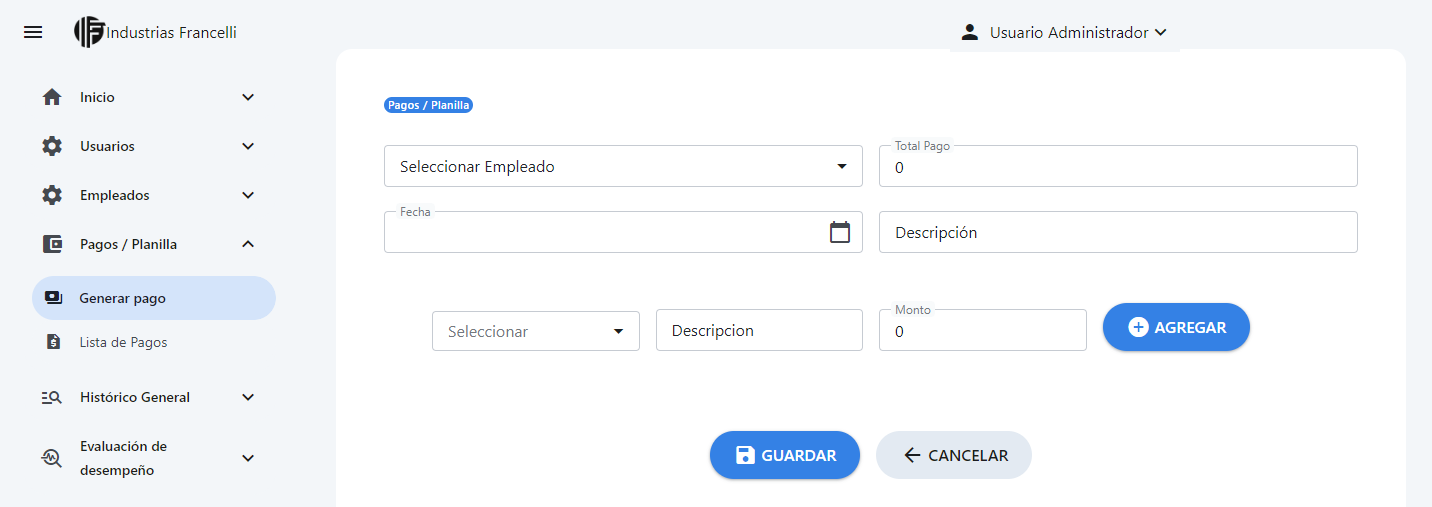 Industrias Francelli
Usuario Administrador
Inicio
Usuarios
Empleados
Pagos / Planilla
Generar pago
Lista de Pagos
Histórico General
Evaluación de
desempeño
Pagos / Planilla
Seleccionar Empleado
Total Pago
0
Fecha
Descripción
Seleccionar
Descripcion
Monto
0
AGREGAR
GUARDAR
CANCELAR